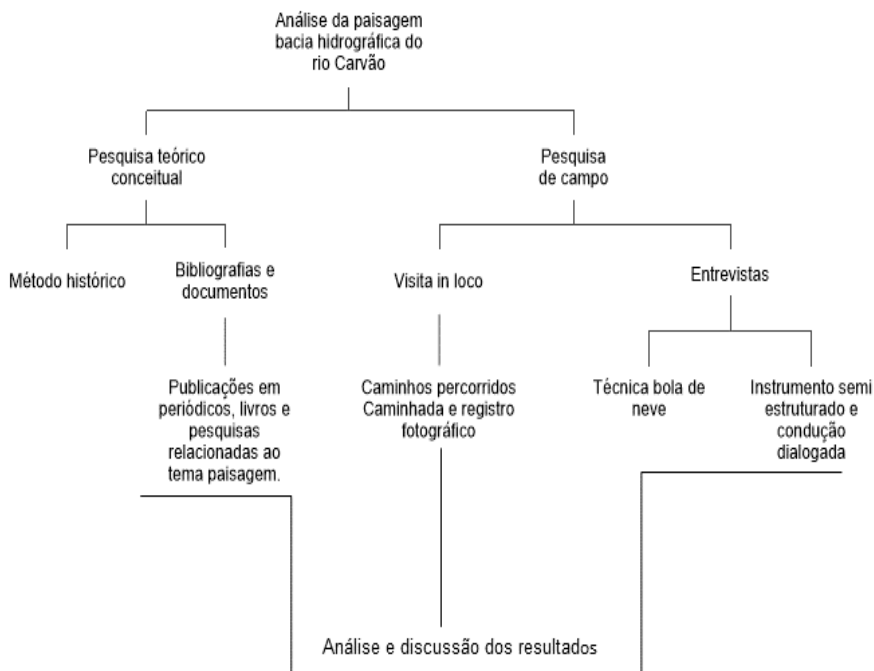 Análise da paisagem
bacia hidrográfica do
rio Carvão
Pesquisa teórico
conceitual
Pesquisa
de campo
Método histórico
Bibliografias e
documentos
Visita in loco
Entrevistas
Publicações em
periódicos, livros e
pesquisas
relacionadas ao
tema paisagem.
Caminhos percorridos
Caminhada e registro
fotográfico
Técnica bola de
neve
Instrumento semi
estruturado e
condução
dialogada
Análise e discussão dos resultados